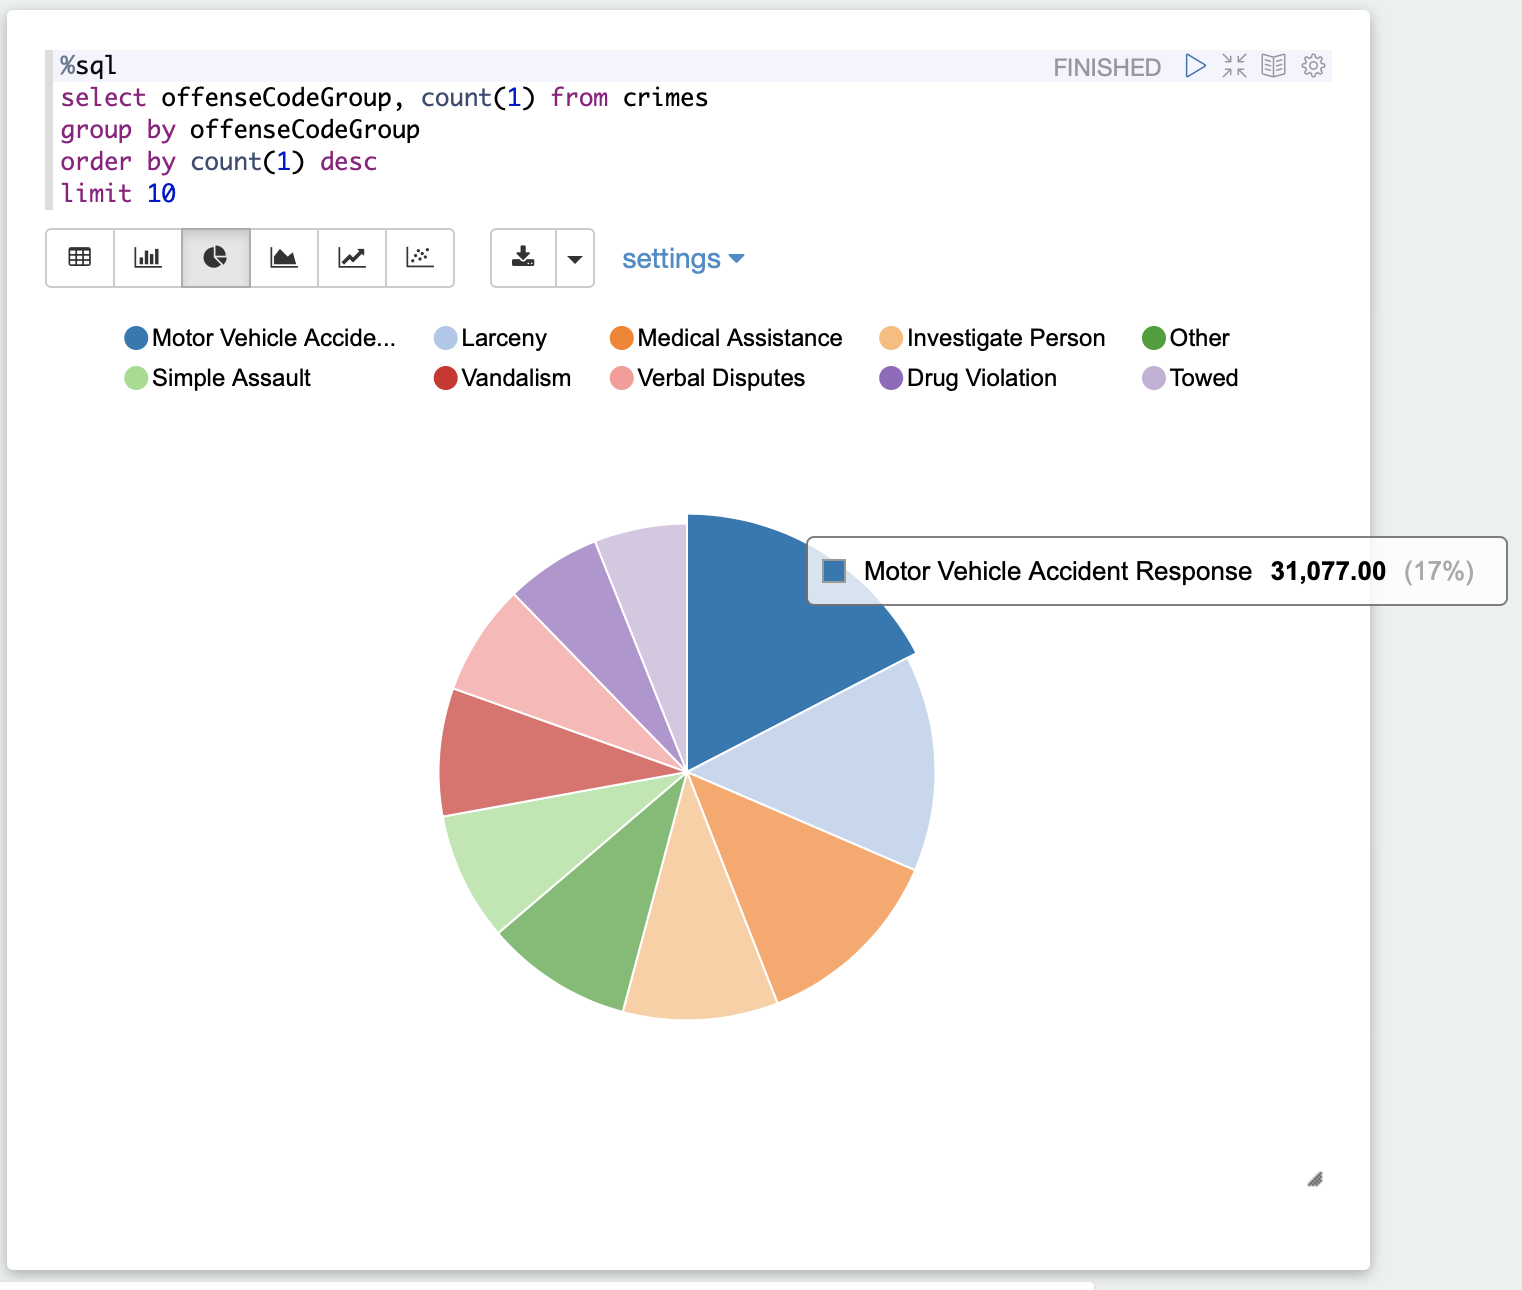 %sql
FINISHED
select offenseCodeGroup, count(1) from crimes
group by offenseCodeGroup
order by count(1) desc
limit 10
settings
Motor Vehicle Accide... Larceny Medical Assistance Investigate Person Other
Simple Assault Vandalism Verbal Disputes Drug Violation Towed
Motor Vehicle Accident Response 31,077.00 (17%)